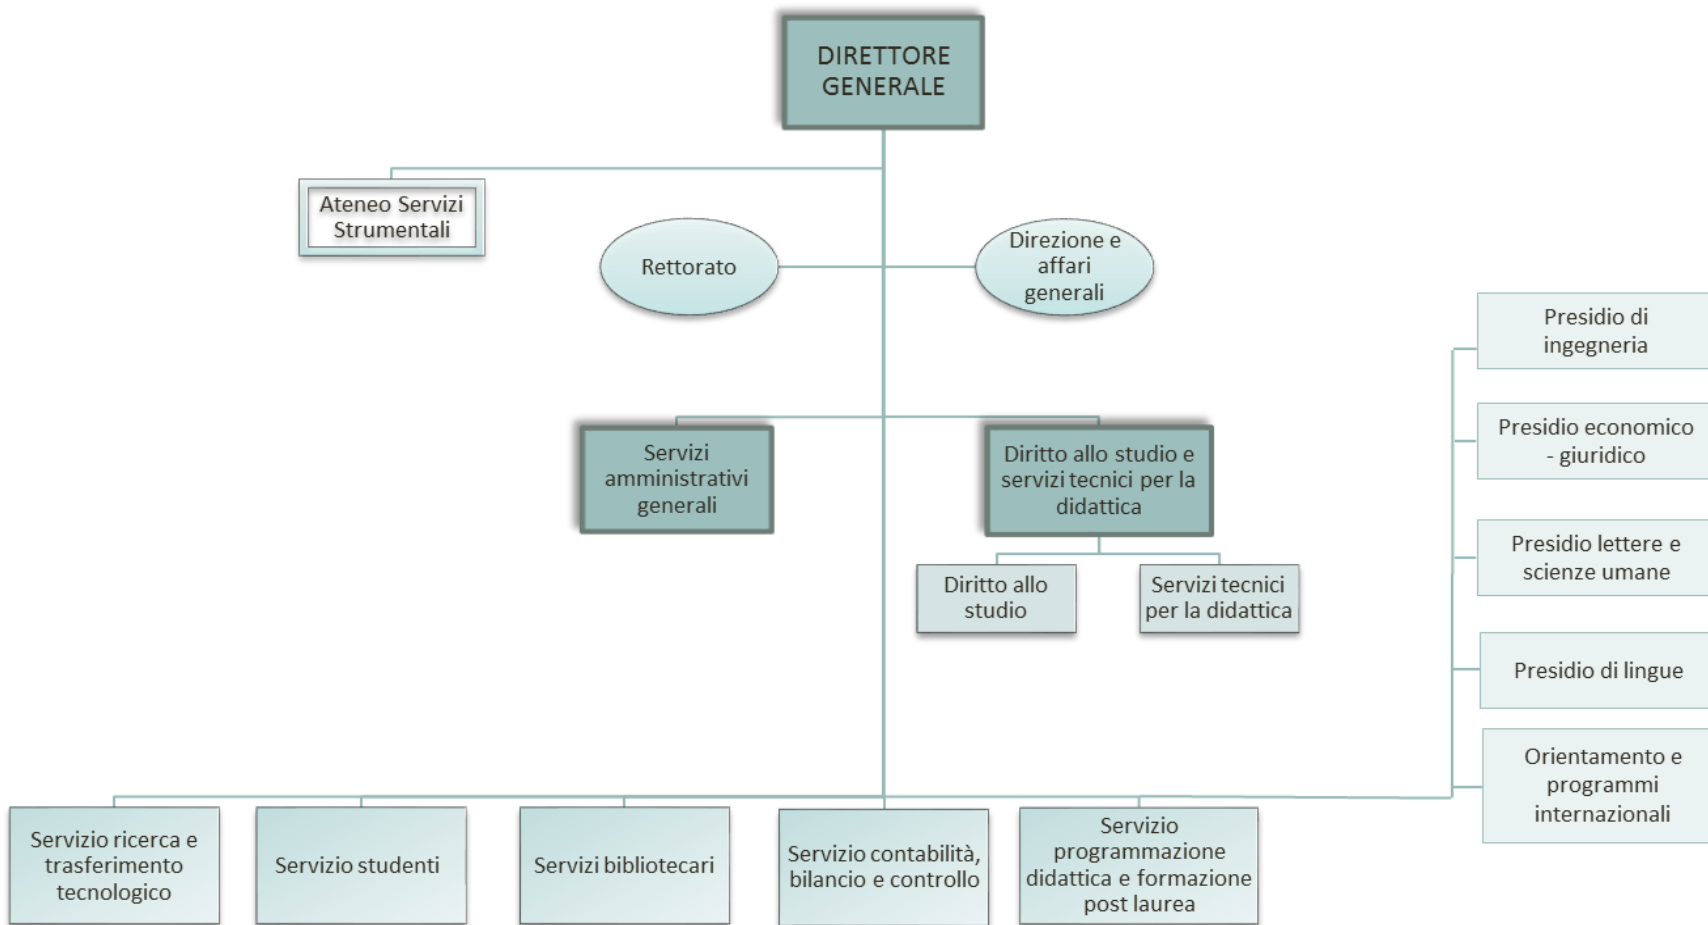 DIRETTORE
GENERALE
Ateneo Servizi
Strumentali
Rettorato
Direzione e
affari
generali
Presidio di
ingegneria
Presidio economico
- giuridico
Servizi
amministrativi
generali
Diritto allo studio e
servizi tecnici per la
didattica
Presidio lettere e
scienze umane
Diritto allo
studio
Servizi tecnici
per la didattica
Presidio di lingue
Orientamento e
programmi
internazionali
Servizio ricerca e
trasferimento
tecnologico
Servizio studenti
Servizi bibliotecari
Servizio contabilità,
bilancio e controllo
Servizio
programmazione
didattica e formazione
post laurea